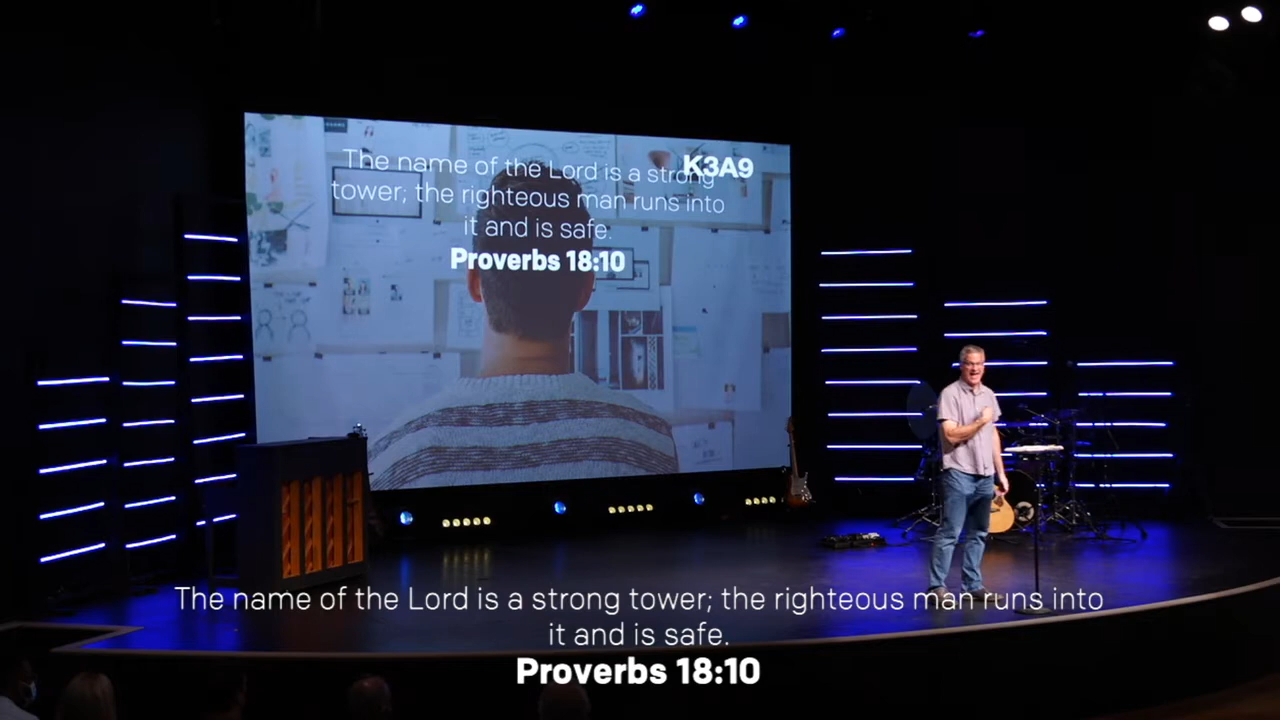 The name of the Lord is a strong
K3A9
tower; the righteous man runs into
it and is safe.
Proverbs 18:10
The name of the Lord is a strong tower; the righteous man runs into
it and is safe.
Proverbs 18:10